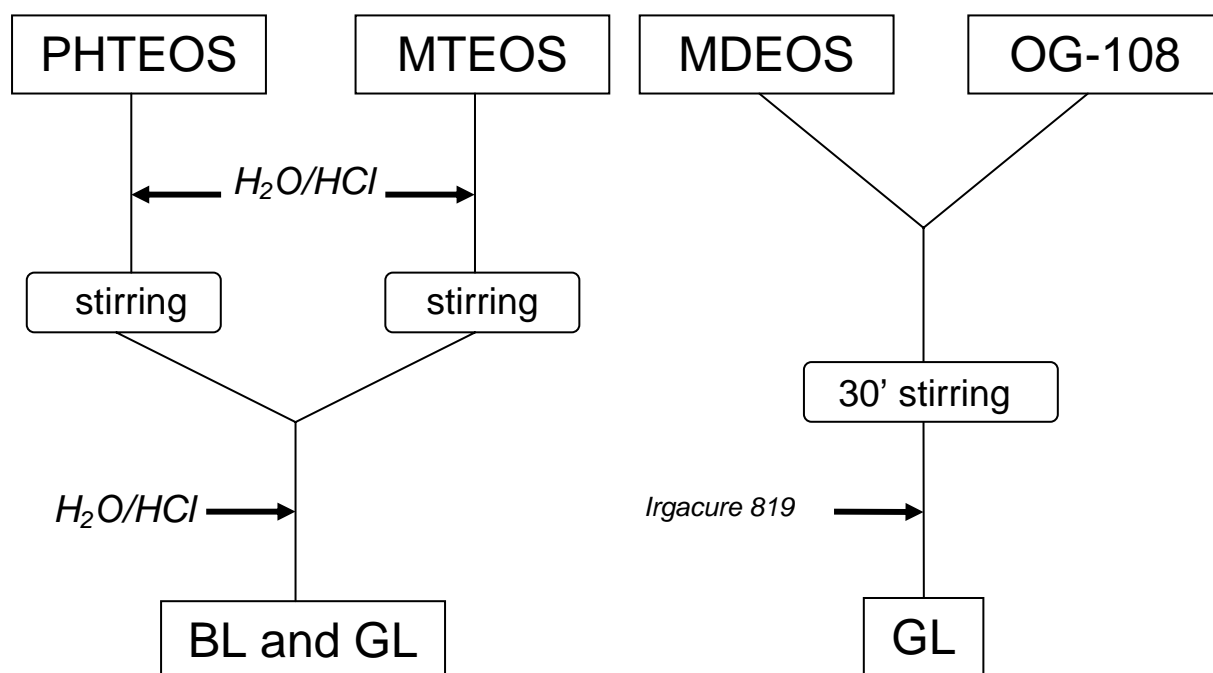 PHTEOS
MTEOS
MDEOS
OG-108
H₂O/HCl
stirring
stirring
30’ stirring
H₂O/HCl
Irgacure 819
BL and GL
GL